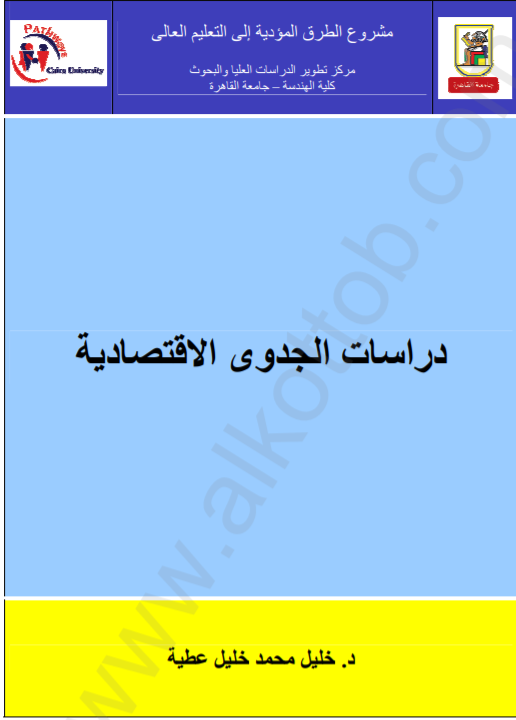 مشروع الطرق المؤدية إلى التعليم العالى
مركز تطوير الدراسات العليا والبحوث
كلية الهندسة – جامعة القاهرة
PATHWAYS
Cairo University
جامعة القاهرة
دراسات الجدوى الاقتصادية
د. خليل محمد خليل عطية
www.alkottob.com